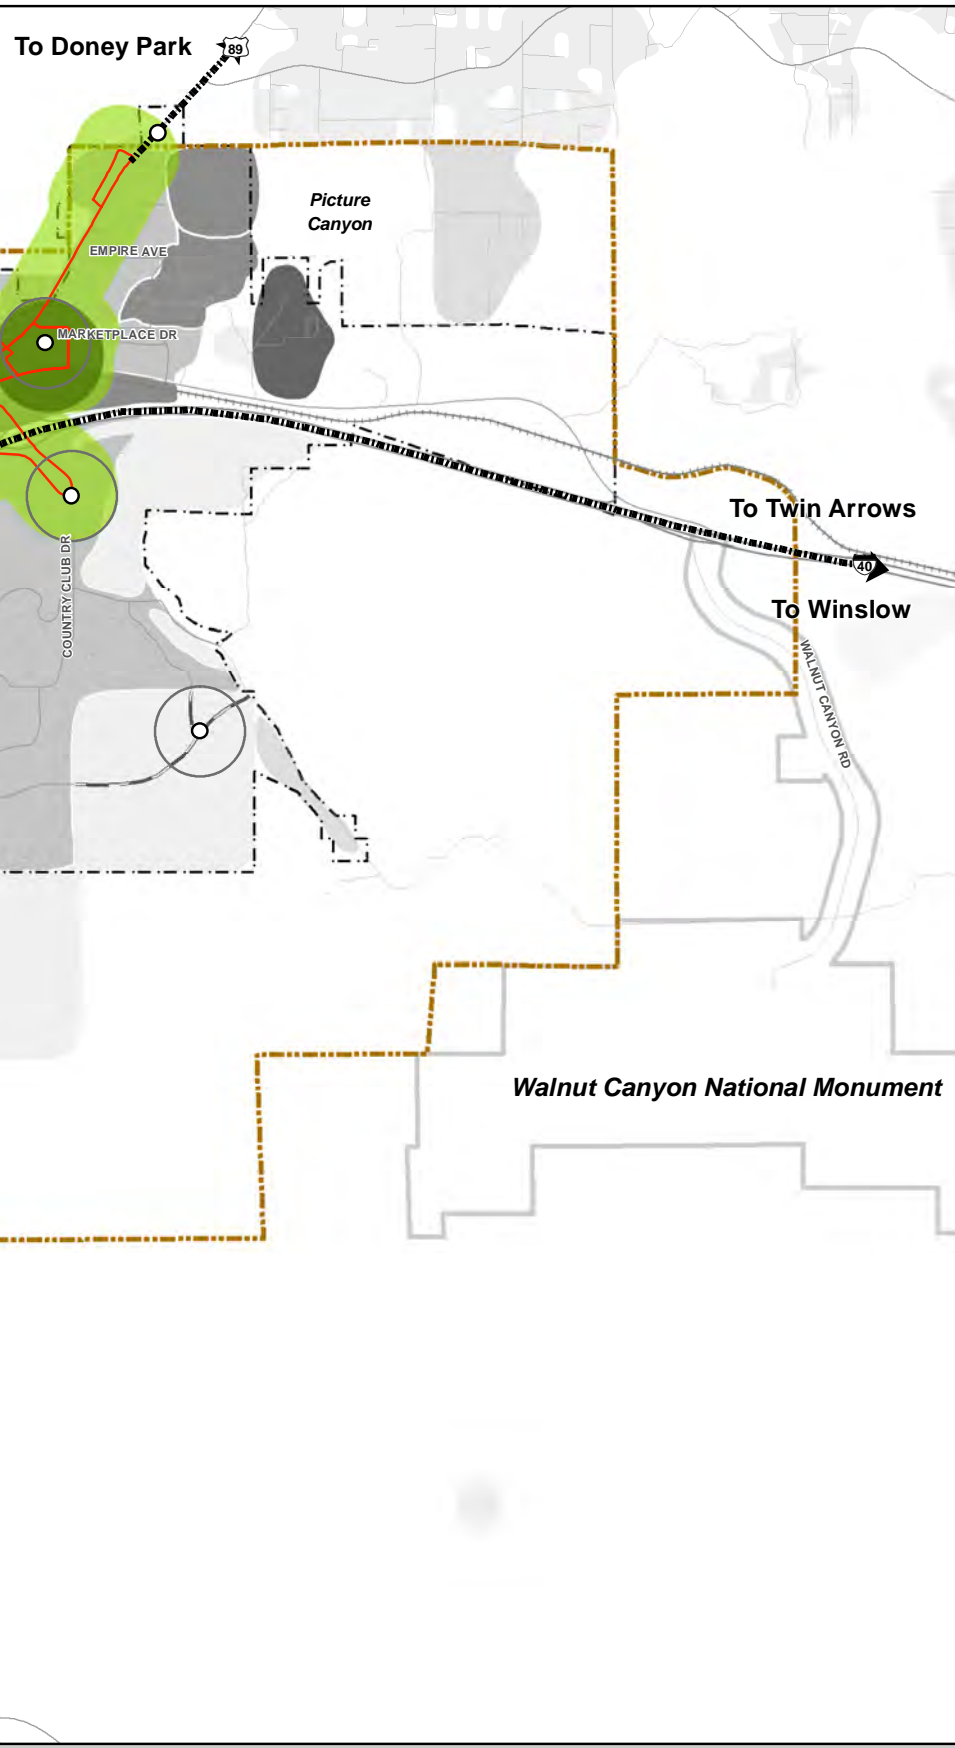 To Doney Park
89
Picture
Canyon
EMPIRE AVE
MARKETPLACE DR
To Twin Arrows
COUNTRY CLUB DR
40
To Winslow
WALNUT CANYON RD
Walnut Canyon National Monument